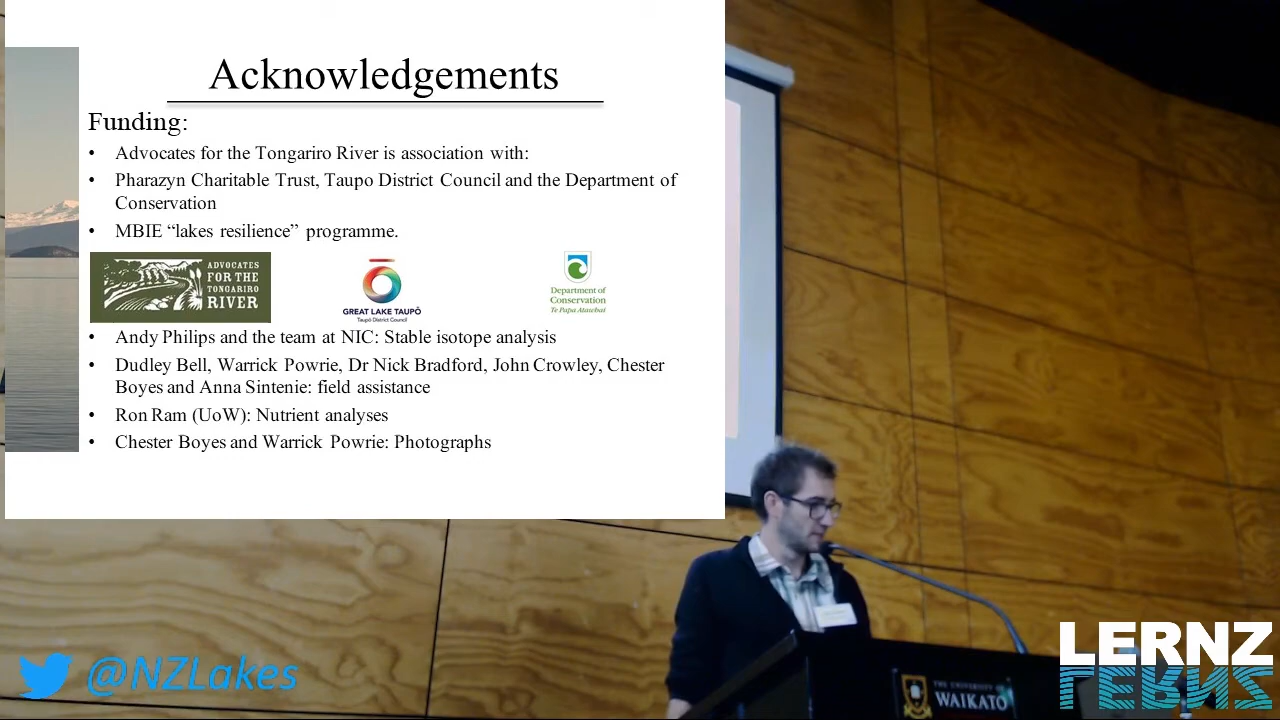 Acknowledgements
Funding:
• Advocates for the Tongariro River is association with:
• Pharazyn Charitable Trust, Taupo District Council and the Department of
Conservation
• MBIE “lakes resilience” programme.
ADVOCATES
FOR THE
TONGARIRO
RIVER
GREAT LAKE TAUPŌ
Taupō District Council
Department of
Conservation
Te Papa Atawbai
• Andy Philips and the team at NIC: Stable isotope analysis
• Dudley Bell, Warrick Powrie, Dr Nick Bradford, John Crowley, Chester
Boyes and Anna Sintenie: field assistance
• Ron Ram (UoW): Nutrient analyses
• Chester Boyes and Warrick Powrie: Photographs
@NZLakes
THE UNIVERSITY OF
WAIKATO
LERNZ